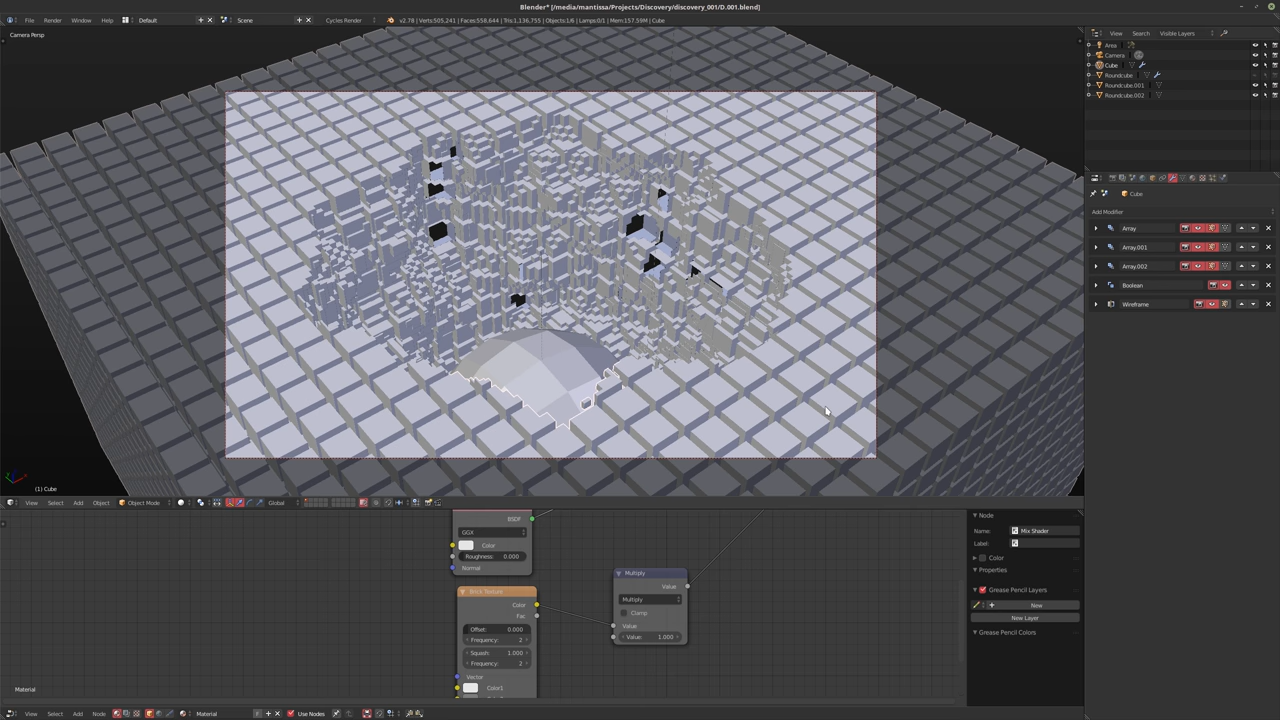 Blender* [/media/mantissa/Projects/Discovery/discovery_001/D.001.blend]
File Render Window Help Default Scene Cycles Render v2.78 | Verts:505,241 | Faces:558,644 | Tris:1,136,755 | Objects:1/6 | Lamps:0/1 | Mem:157.59M | Cube
Camera Persp
View Search Visible Layers
Area
Camera
Cube
Roundcube
Roundcube.001
Roundcube.002
Cube
Add Modifier
Array
Array.001
Array.002
Boolean
Wireframe
(1) Cube
View Select Add Object Object Mode Global
BSDF
GGX
Color
Roughness: 0.000
Normal
Brick Texture
Color
Fac
Offset: 0.000
Frequency: 2
Squash: 1.000
Frequency: 2
Vector
Color1
Multiply
Value
Multiply
Clamp
Value
Value: 1.000
Node
Name: Mix Shader
Label:
Color
Properties
Grease Pencil Layers
New
New Layer
Grease Pencil Colors
Material
View Select Add Node Material F Use Nodes